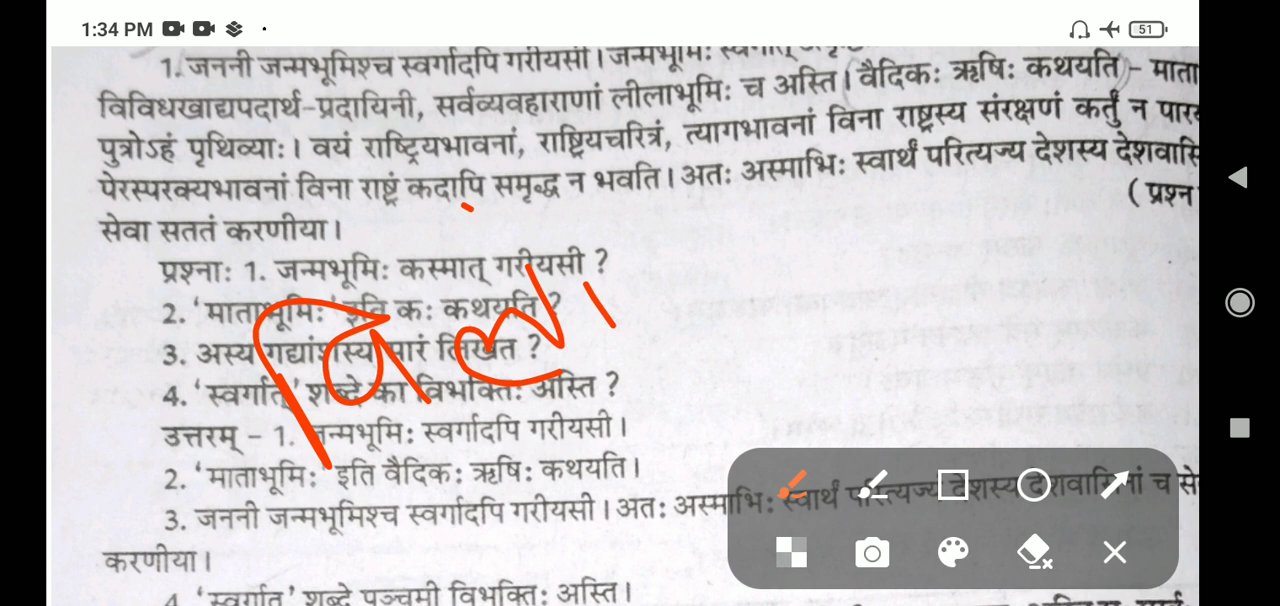 1:34 PM
51
1. जननी जन्मभूमिश्च स्वर्गादपि गरीयसी। जन्मभूमिः
विविधखाद्यपदार्थ-प्रदायिनी, सर्वव्यवहाराणां लीलाभूमिः च अस्ति। वैदिकः ऋषिः कथयति - माता
पुत्रोऽहं पृथिव्याः। वयं राष्ट्रियभावनां, राष्ट्रियचरित्रं, त्यागभावनां विना राष्ट्रस्य संरक्षणं कर्तुं न
पेरस्परक्यभावनां विना राष्ट्रं कदापि समृद्ध न भवति। अतः अस्माभिः स्वार्थं परित्यज्य देशस्य
( प्रश्न
सेवा सततं करणीया।
प्रश्नाः 1. जन्मभूमिः कस्मात् गरीयसी ?
2. 'माताभूमिः' इति कः कथयति ?
3. अस्य गद्यांशस्य सारं लिखत ?
4. 'स्वर्गात्' शब्दे का विभक्तिः अस्ति ?
उत्तरम् - 1. जन्मभूमिः स्वर्गादपि गरीयसी।
2. 'माताभूमिः' इति वैदिकः ऋषिः कथयति।
3. जननी जन्मभूमिश्च स्वर्गादपि गरीयसी। अतः अस्माभिः स्वार्थं परित्यज्य देशस्य देशवासिनां च
करणीया।
4. 'स्वर्गात्' शब्दे पञ्चमी विभक्तिः अस्ति।